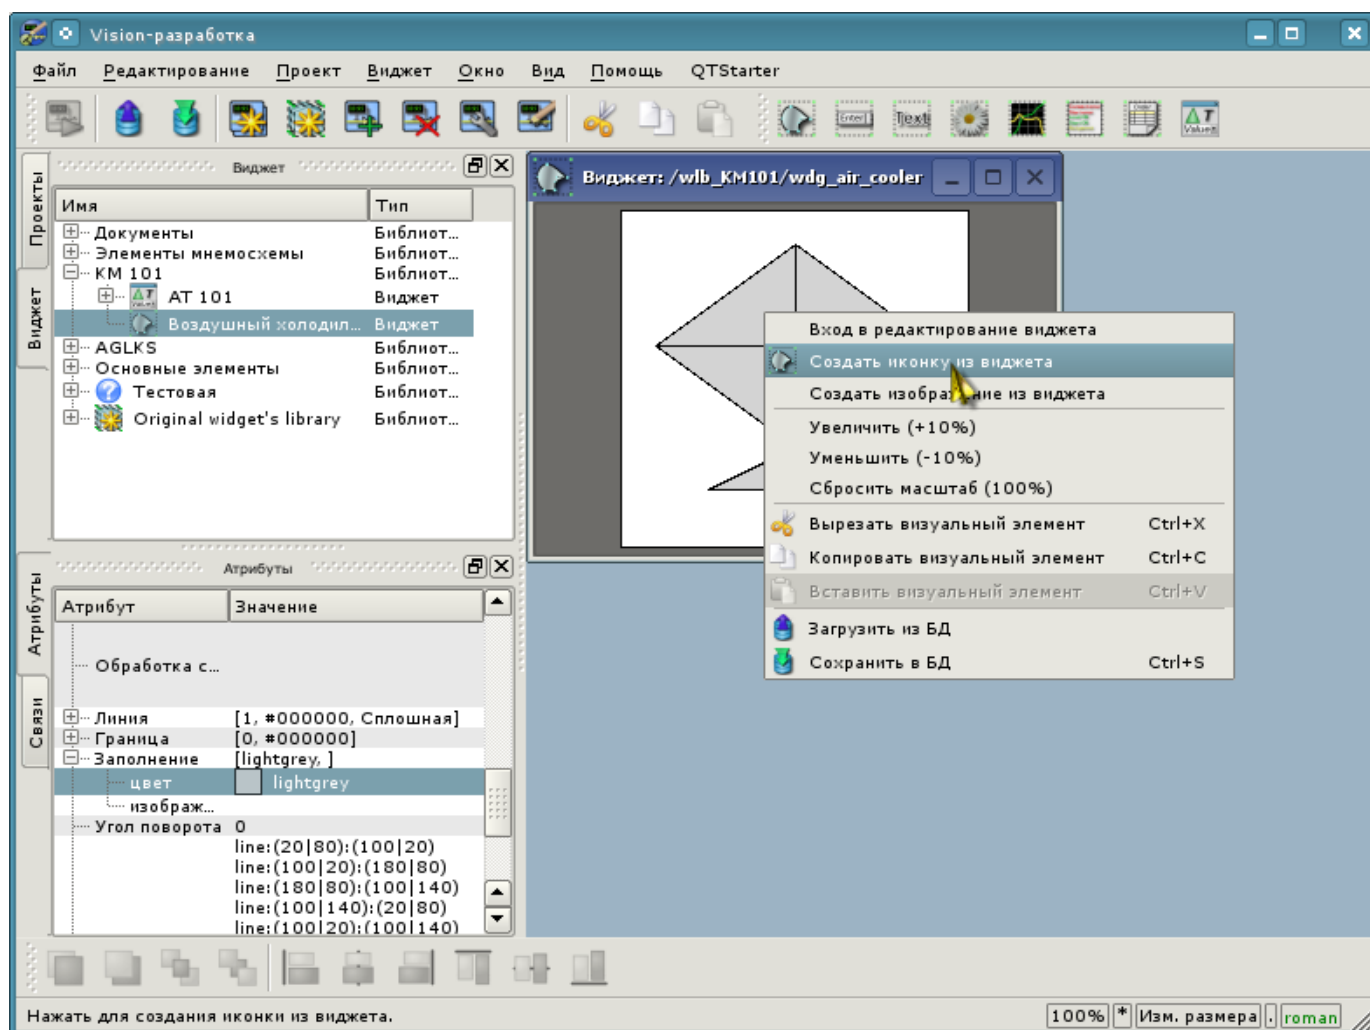 Vision-разработка
Файл Редактирование Проект Виджет Окно Вид Помощь QTStarter
Проекты
Виджет
Виджет
Имя Тип
Документы Библиот...
Элементы мнемосхемы Библиот...
КМ 101 Библиот...
АТ 101 Виджет
Воздушный холодил... Виджет
AGLKS Библиот...
Основные элементы Библиот...
Тестовая Библиот...
Original widget's library Библиот...
Виджет: /wlb_KM101/wdg_air_cooler
Вход в редактирование виджета
Создать иконку из виджета
Создать изображение из виджета
Увеличить (+10%)
Уменьшить (-10%)
Сбросить масштаб (100%)
Вырезать визуальный элемент Ctrl+X
Копировать визуальный элемент Ctrl+C
Вставить визуальный элемент Ctrl+V
Загрузить из БД
Сохранить в БД Ctrl+S
Атрибуты
Связи
Атрибуты
Атрибут Значение
Обработка с...
Линия [1, #000000, Сплошная]
Граница [0, #000000]
Заполнение [lightgrey, ]
цвет lightgrey
изображ...
Угол поворота 0
line:(20|80):(100|20)
line:(100|20):(180|80)
line:(180|80):(100|140)
line:(100|140):(20|80)
line:(100|20):(100|140)
Нажать для создания иконки из виджета.
100% * Изм. размера . roman